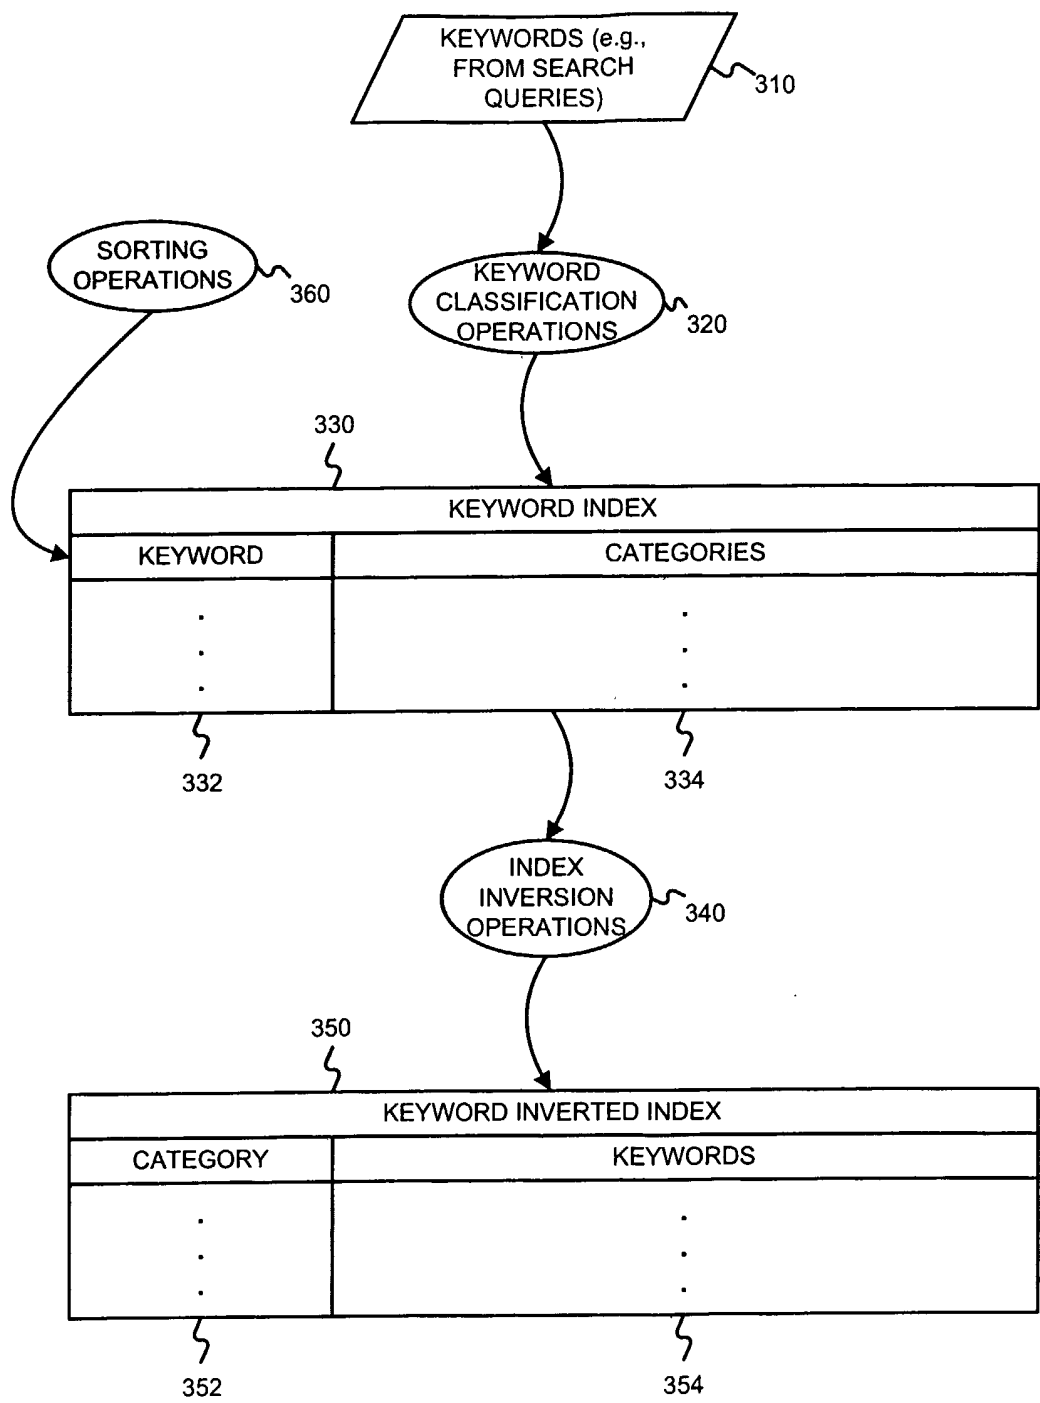 KEYWORDS (e.g.,
FROM SEARCH
QUERIES)
310
SORTING
OPERATIONS
360
KEYWORD
CLASSIFICATION
OPERATIONS
320
330
KEYWORD INDEX
KEYWORD
CATEGORIES
332
334
INDEX
INVERSION
OPERATIONS
340
350
KEYWORD INVERTED INDEX
CATEGORY
KEYWORDS
352
354